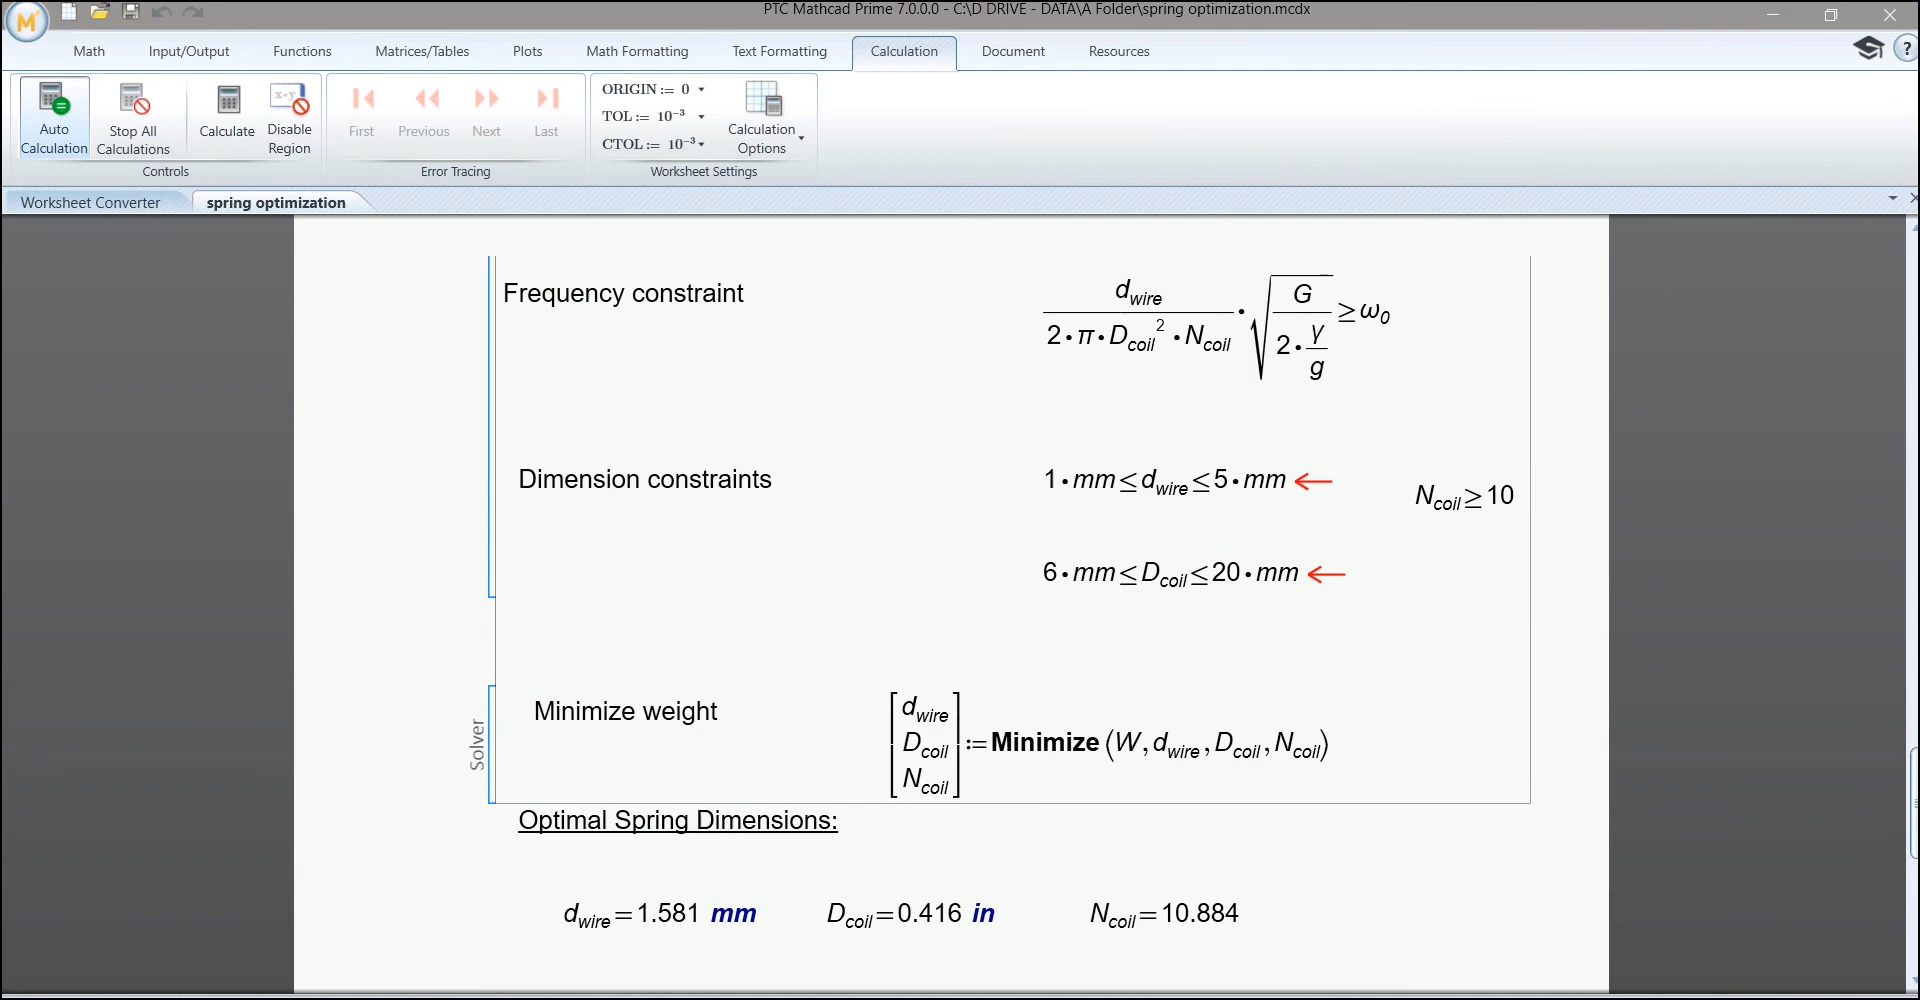 PTC Mathcad Prime 7.0.0.0 - C:\D DRIVE - DATA\A Folder\spring optimization.mcdx
Math Input/Output Functions Matrices/Tables Plots Math Formatting Text Formatting Calculation Document Resources
Auto Calculation
Stop All Calculations
Calculate
Disable Region
First Previous Next Last
ORIGIN := 0
TOL := 10⁻³
CTOL := 10⁻³
Calculation Options
Controls Error Tracing Worksheet Settings
Worksheet Converter spring optimization
Frequency constraint
d_wire / (2·π·D_coil²·N_coil) · √(G / (2·γ/g)) ≥ ω₀
Dimension constraints
1·mm ≤ d_wire ≤ 5·mm ←
N_coil ≥ 10
6·mm ≤ D_coil ≤ 20·mm ←
Solver
Minimize weight
[d_wire
D_coil
N_coil] := Minimize (W, d_wire, D_coil, N_coil)
Optimal Spring Dimensions:
d_wire = 1.581 mm D_coil = 0.416 in N_coil = 10.884